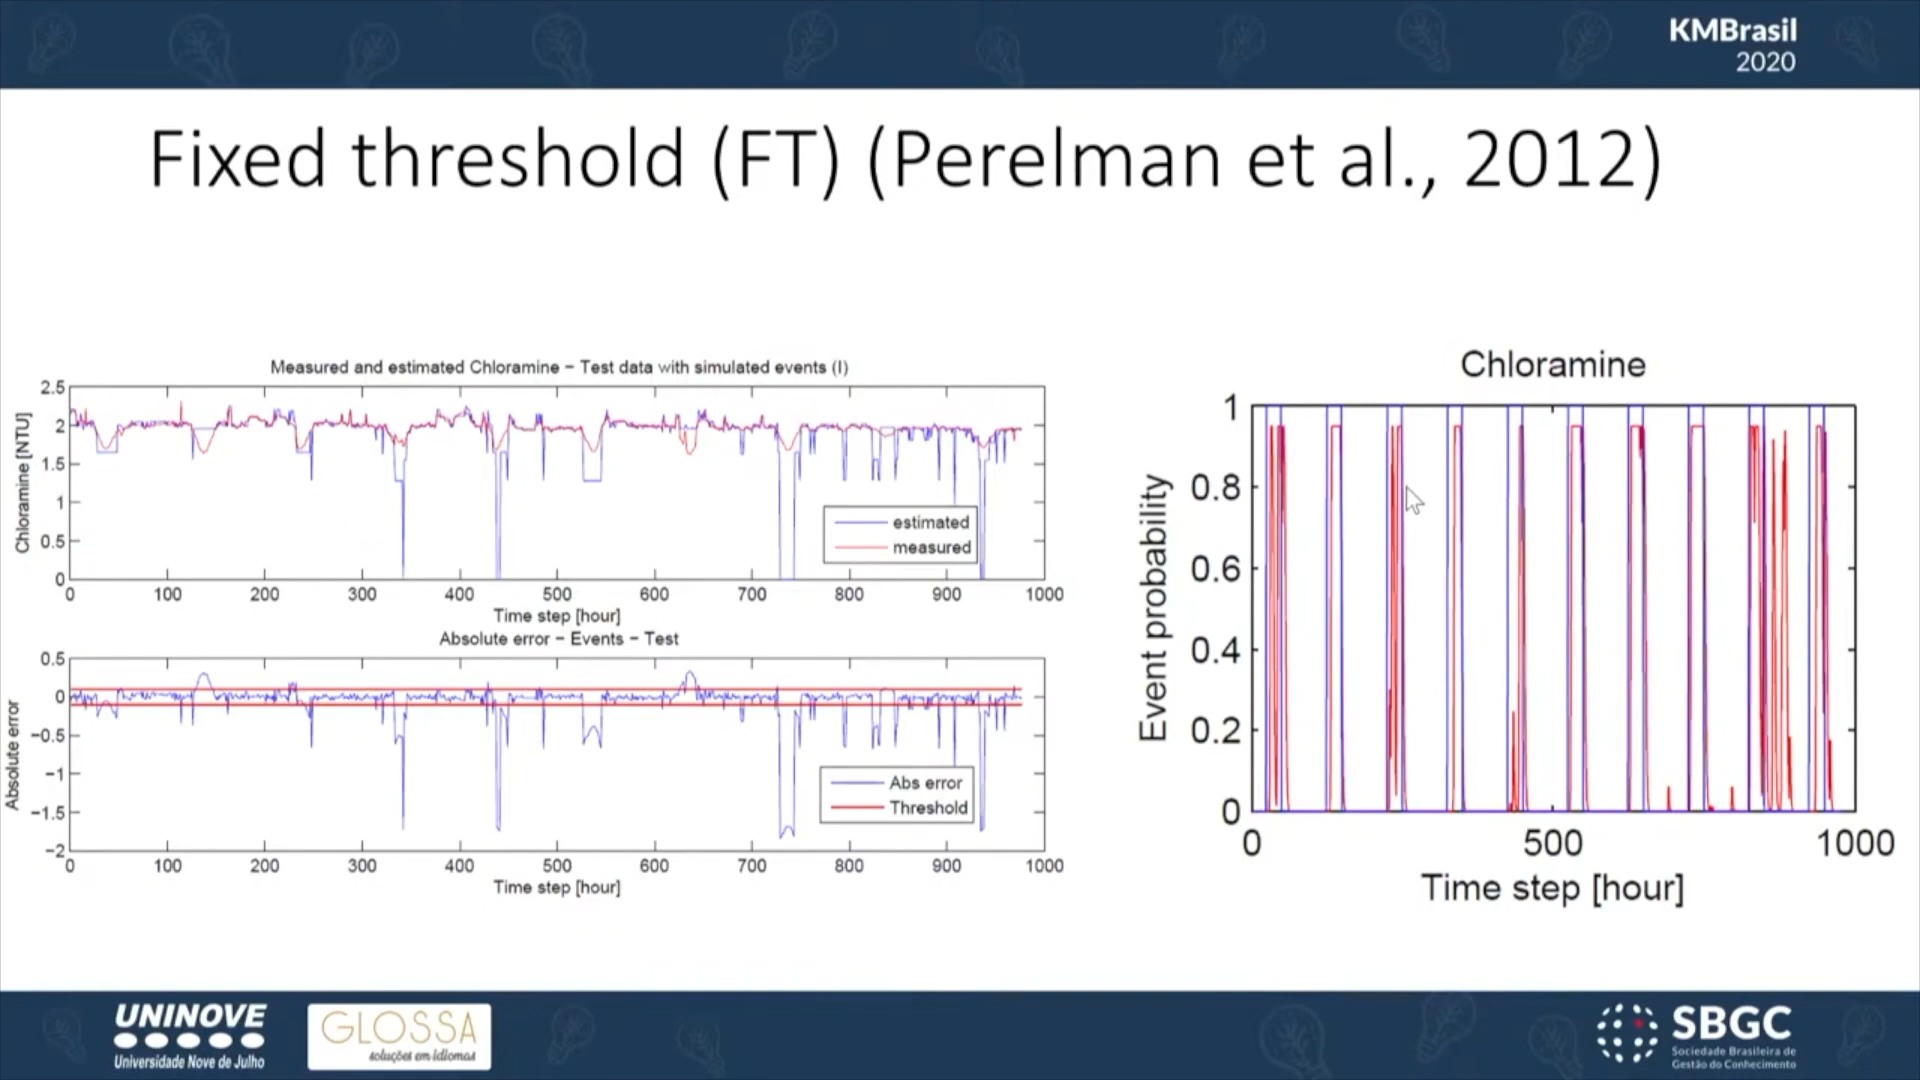 KMBrasil
2020
Fixed threshold (FT) (Perelman et al., 2012)
Measured and estimated Chloramine − Test data with simulated events (I)
2.5
2
1.5
1
0.5
0
Chloramine [NTU]
estimated
measured
0 100 200 300 400 500 600 700 800 900 1000
Time step [hour]
Absolute error − Events − Test
0.5
0
−0.5
−1
−1.5
−2
Absolute error
Abs error
Threshold
0 100 200 300 400 500 600 700 800 900 1000
Time step [hour]
Chloramine
1
0.8
0.6
0.4
0.2
0
Event probability
0 500 1000
Time step [hour]
UNINOVE
Universidade Nove de Julho
GLOSSA
soluções em idiomas
SBGC
Sociedade Brasileira de
Gestão do Conhecimento